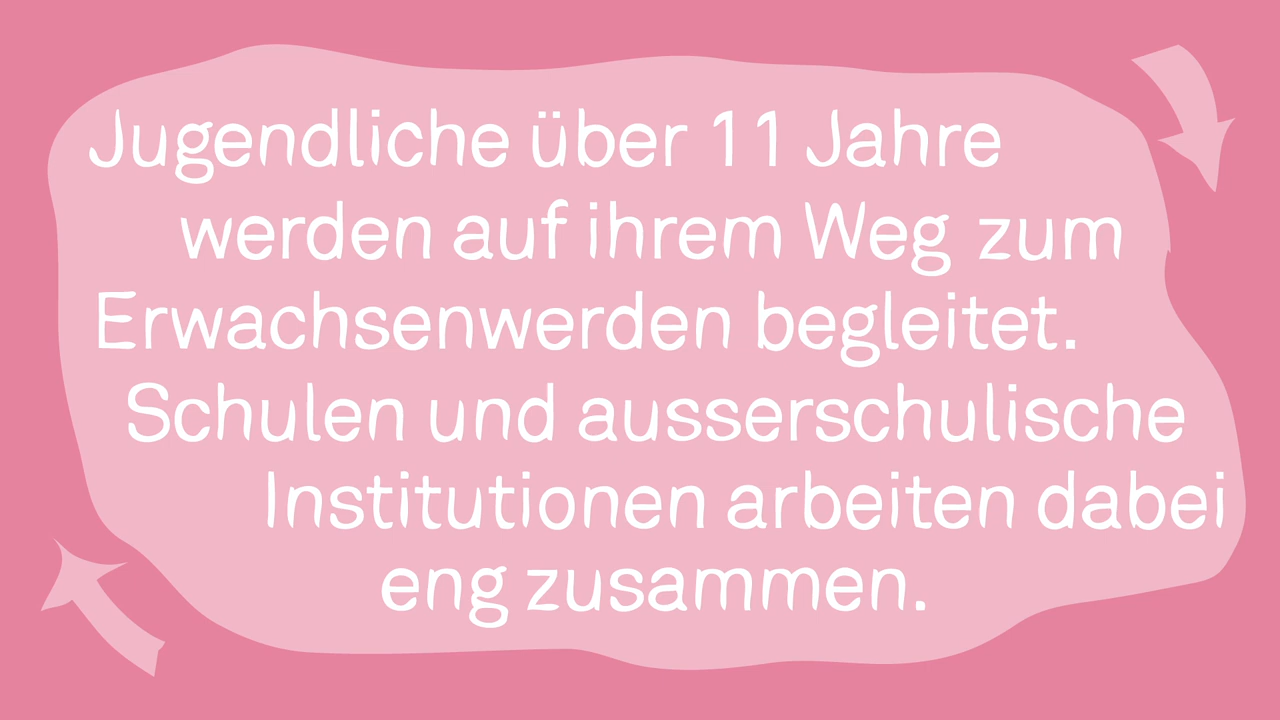 Jugendliche über 11 Jahre
werden auf ihrem Weg zum
Erwachsenwerden begleitet.
Schulen und ausserschulische
Institutionen arbeiten dabei
eng zusammen.